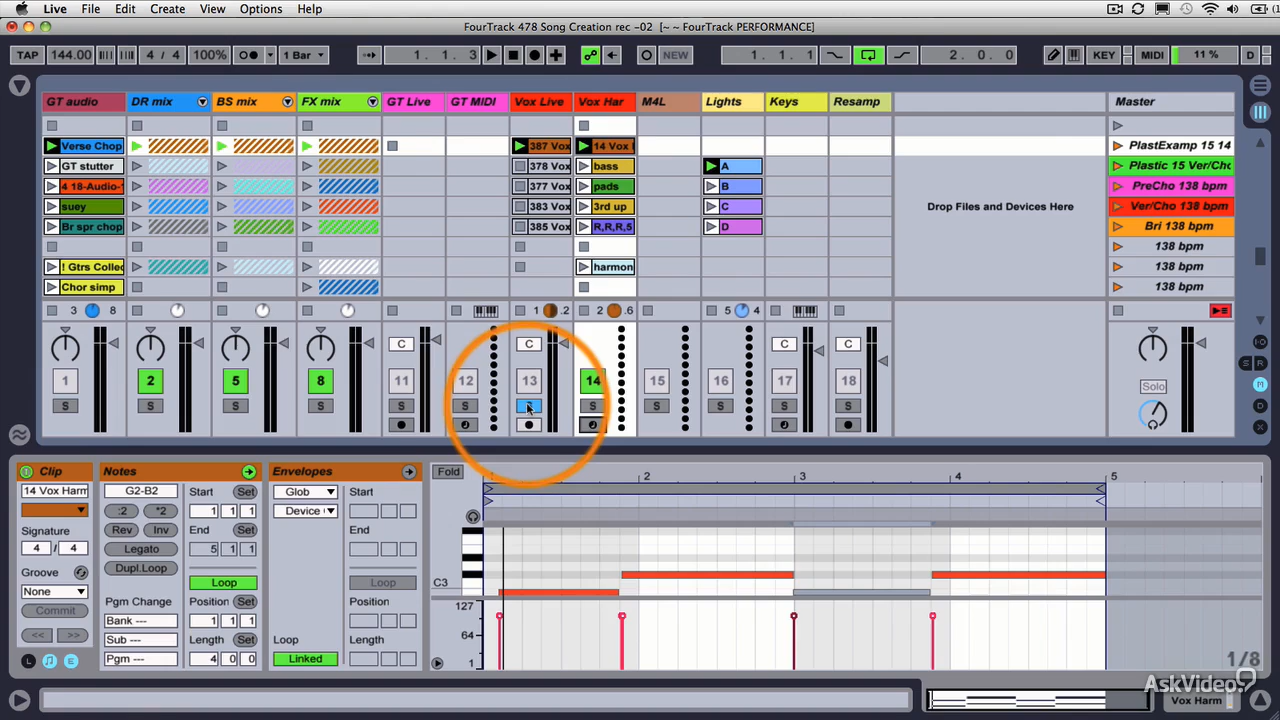 Live File Edit Create View Options Help
FourTrack 478 Song Creation rec -02 [~ ~ FourTrack PERFORMANCE]
TAP 144.00 4 / 4 100% 1 Bar 1. 1. 3 NEW 1. 1. 1 2. 0. 0 KEY MIDI 11 % D
GT audio DR mix BS mix FX mix GT Live GT MIDI Vox Live Vox Har M4L Lights Keys Resamp Master
Verse Chop 387 Vox 14 Vox PlastExamp 15 14
GT stutter 378 Vox bass A Plastic 15 Ver/Cho
4 18-Audio- 377 Vox pads B PreCho 138 bpm
suey 383 Vox 3rd up C Drop Files and Devices Here Ver/Cho 138 bpm
Br spr chop 385 Vox R,R,R,5 D Bri 138 bpm
138 bpm
! Gtrs Collec harmon 138 bpm
Chor simp 138 bpm
3 8 1 .2 2 .6 5 4
C C C C
S R
1 2 5 8 11 12 13 14 15 16 17 18 Solo M
S S S S S S S S S S S D
X
Clip Notes Envelopes Fold 2 3 4 5
14 Vox Harm G2-B2 Start Set Glob Start
:2 *2 1 1 1 Device
Signature Rev Inv End Set End
4 / 4 Legato 5 1 1
Groove Dupl.Loop Loop Loop C3
None Pgm Change Position Set Position
Commit Bank --- 1 1 1 127
<< >> Sub --- Length Set Loop Length 64
L E Pgm --- 4 0 0 Linked 1 1/8
AskVideo
Vox Harm